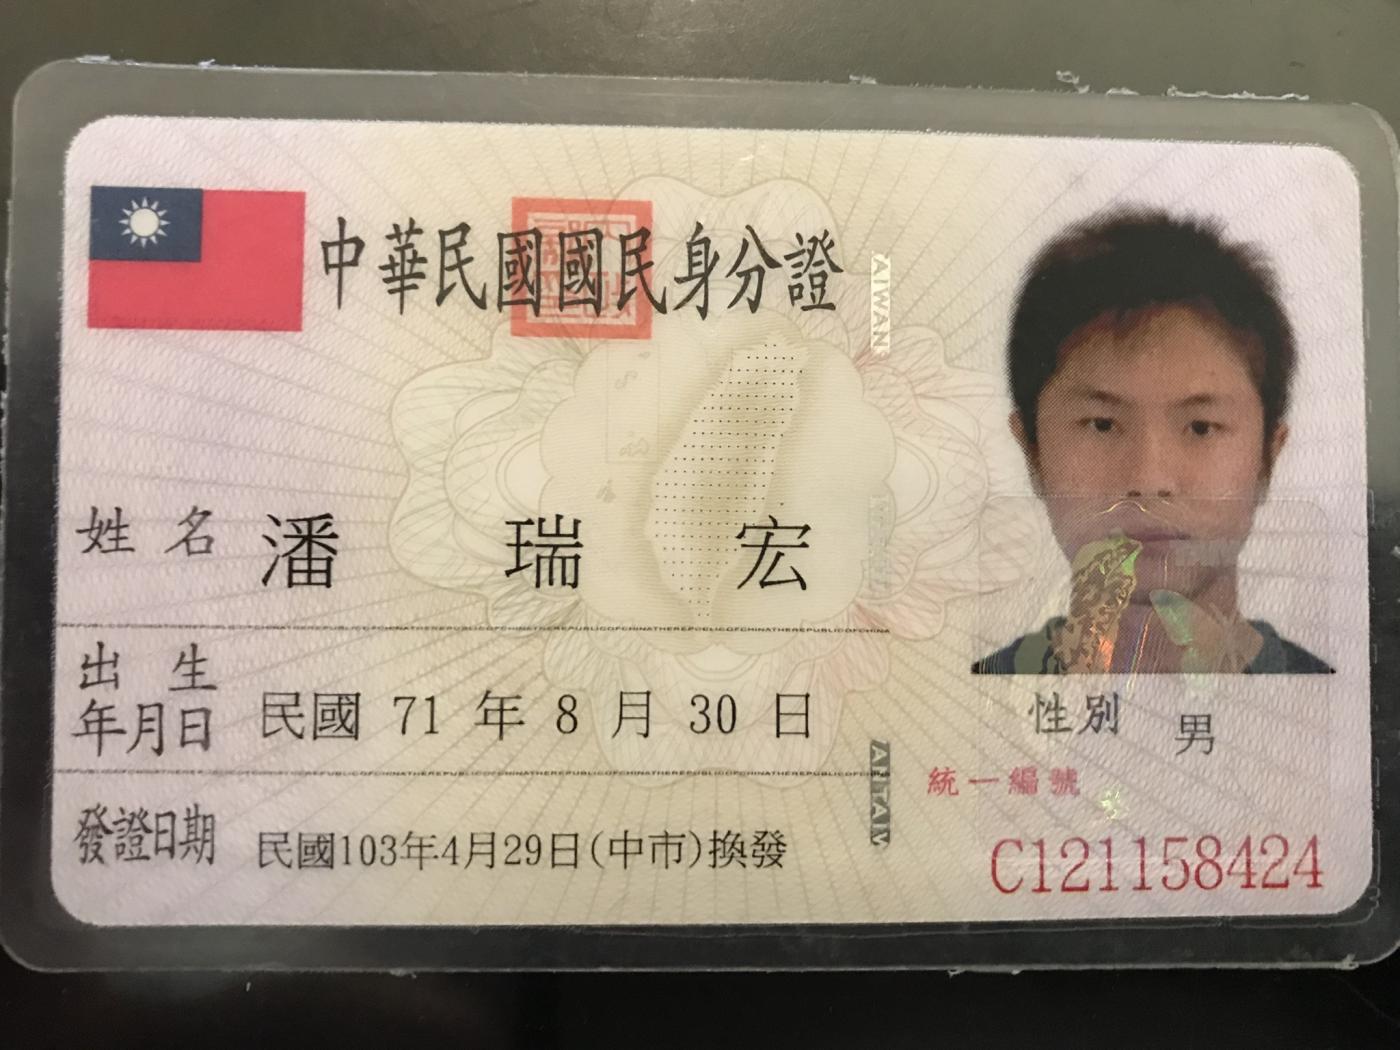 中華民國國民身分證
姓名 潘瑞宏
出生年月日 民國 71 年 8 月 30 日
發證日期 民國103年4月29日(中市)換發
性別 男
統一編號
C121158424